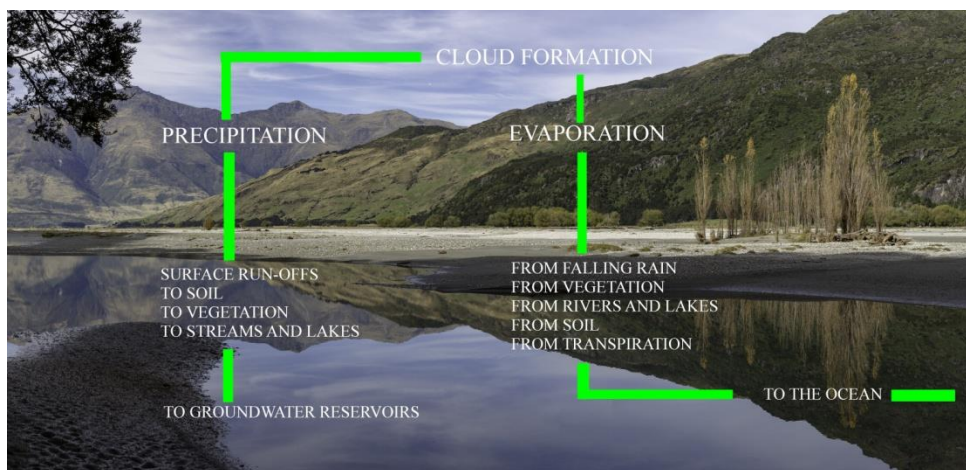 CLOUD FORMATION
PRECIPITATION
EVAPORATION
SURFACE RUN-OFFS
TO SOIL
TO VEGETATION
TO STREAMS AND LAKES
TO GROUNDWATER RESERVOIRS
FROM FALLING RAIN
FROM VEGETATION
FROM RIVERS AND LAKES
FROM SOIL
FROM TRANSPIRATION
TO THE OCEAN